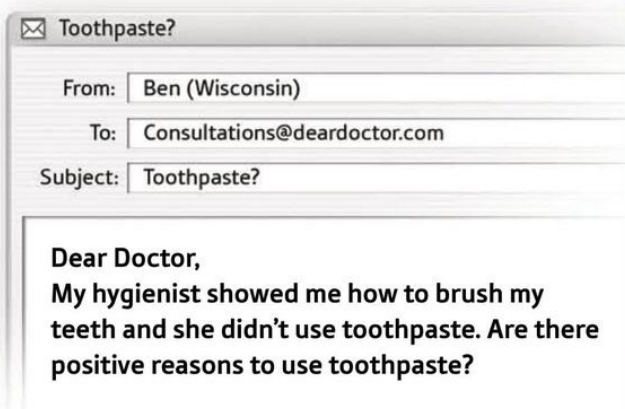 Toothpaste?
From: Ben (Wisconsin)
To: Consultations@deardoctor.com
Subject: Toothpaste?
Dear Doctor,
My hygienist showed me how to brush my
teeth and she didn't use toothpaste. Are there
positive reasons to use toothpaste?